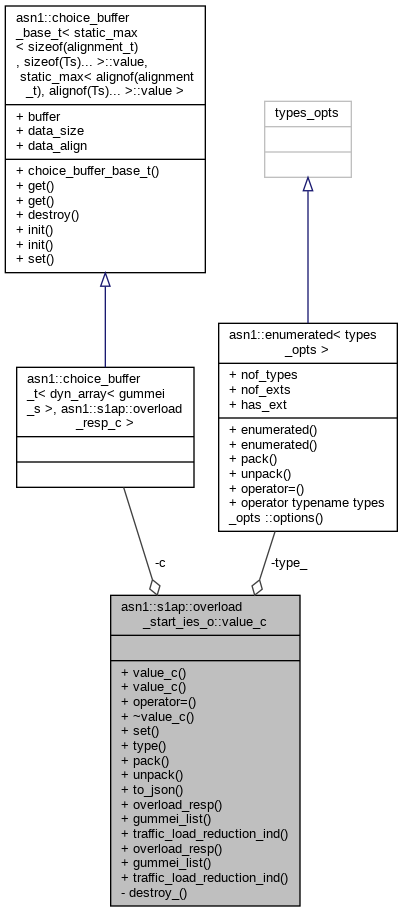 asn1::choice_buffer
_base_t< static_max
< sizeof(alignment_t)
, sizeof(Ts)... >::value,
static_max< alignof(alignment
_t), alignof(Ts)... >::value >
+ buffer
+ data_size
+ data_align
+ choice_buffer_base_t()
+ get()
+ get()
+ destroy()
+ init()
+ init()
+ set()
types_opts
asn1::enumerated< types
_opts >
+ nof_types
+ nof_exts
+ has_ext
+ enumerated()
+ enumerated()
+ pack()
+ unpack()
+ operator=()
+ operator typename types
_opts ::options()
asn1::choice_buffer
_t< dyn_array< gummei
_s >, asn1::s1ap::overload
_resp_c >
-c
-type_
asn1::s1ap::overload
_start_ies_o::value_c
+ value_c()
+ value_c()
+ operator=()
+ ~value_c()
+ set()
+ type()
+ pack()
+ unpack()
+ to_json()
+ overload_resp()
+ gummei_list()
+ traffic_load_reduction_ind()
+ overload_resp()
+ gummei_list()
+ traffic_load_reduction_ind()
- destroy_()